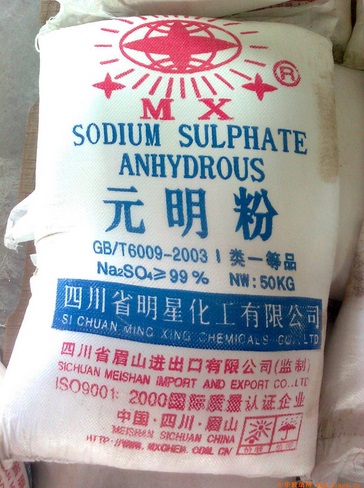 ®
MX
SODIUM SULPHATE
ANHYDROUS
元明粉
GB/T6009-2003 Ⅰ 类一等品
Na₂SO₄≥99% NW:50KG
四川省明星化工有限公司
SI CHUAN MING XING CHEMICALS CO.,LTD
四川省眉山进出口有限公司(监制)
SICHUAN MEISHAN IMPORT AND EXPORT CO.,LTD
ISO9001:2000国际质量认证企业
中国·四川·眉山
MEISHAN SICHUAN CHINA